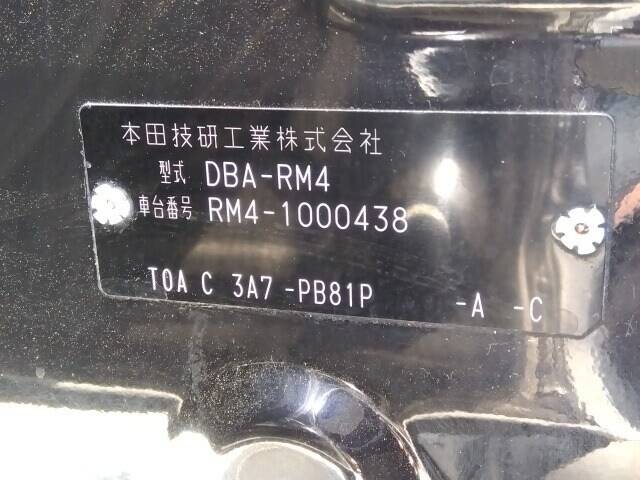 本田技研工業株式会社
型式 DBA-RM4
車台番号 RM4-1000438
T0A C 3A7 -PB81P -A -C